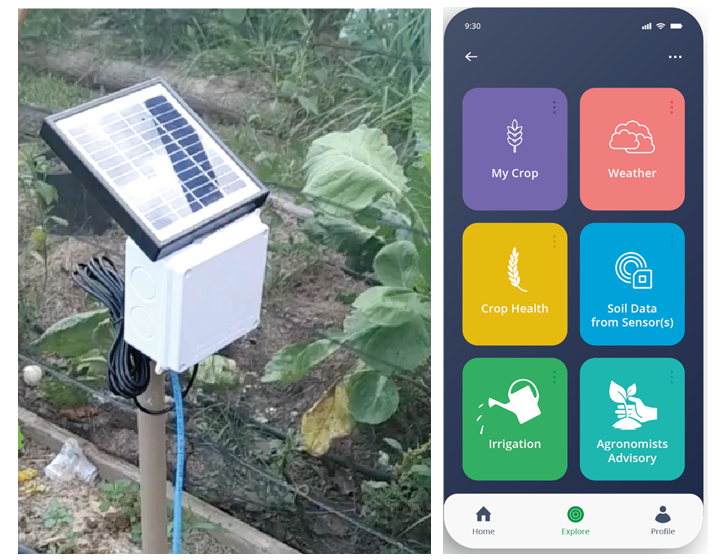 9:30
My Crop
Weather
Crop Health
Soil Data
from Sensor(s)
Irrigation
Agronomists
Advisory
Home
Explore
Profile